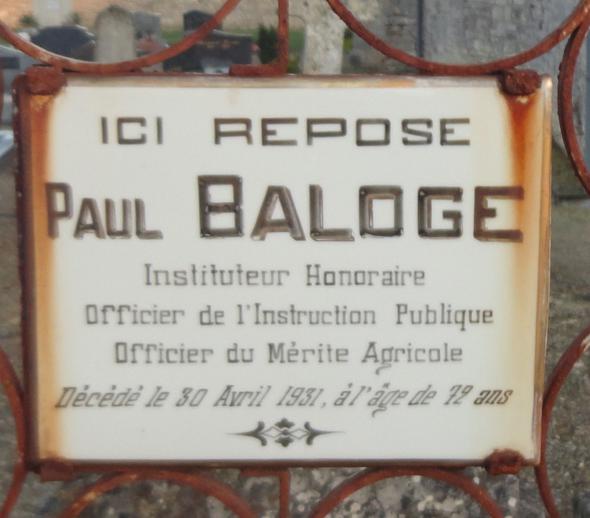 ICI REPOSE
PAUL BALOGE
Instituteur Honoraire
Officier de l'Instruction Publique
Officier du Mérite Agricole
Décédé le 30 Avril 1931, à l'âge de 72 ans